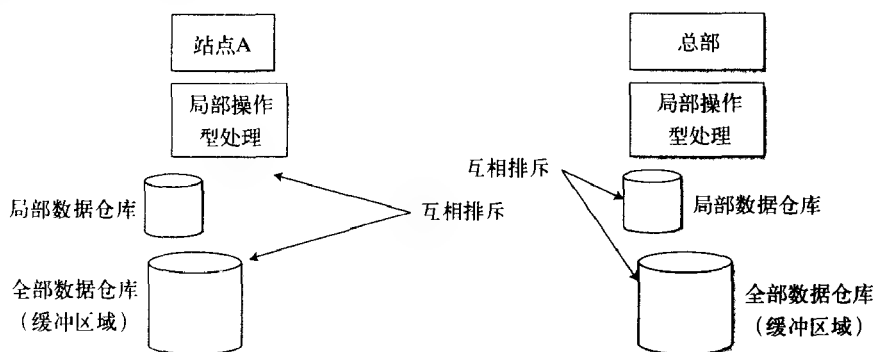 站点A
局部操作
型处理
局部数据仓库
互相排斥
全部数据仓库
（缓冲区域）
总部
局部操作
型处理
互相排斥
局部数据仓库
全部数据仓库
（缓冲区域）